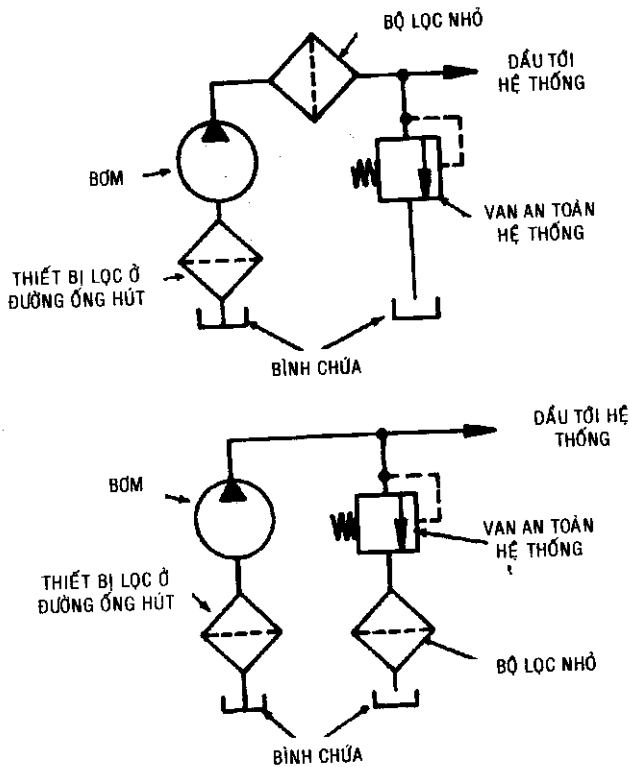 BỘ LỌC NHỎ
DẦU TỚI
HỆ THỐNG
BƠM
VAN AN TOÀN
HỆ THỐNG
THIẾT BỊ LỌC Ở
ĐƯỜNG ỐNG HÚT
BÌNH CHỨA
DẦU TỚI HỆ
THỐNG
BƠM
VAN AN TOÀN
HỆ THỐNG
THIẾT BỊ LỌC Ở
ĐƯỜNG ỐNG HÚT
BỘ LỌC NHỎ
BÌNH CHỨA